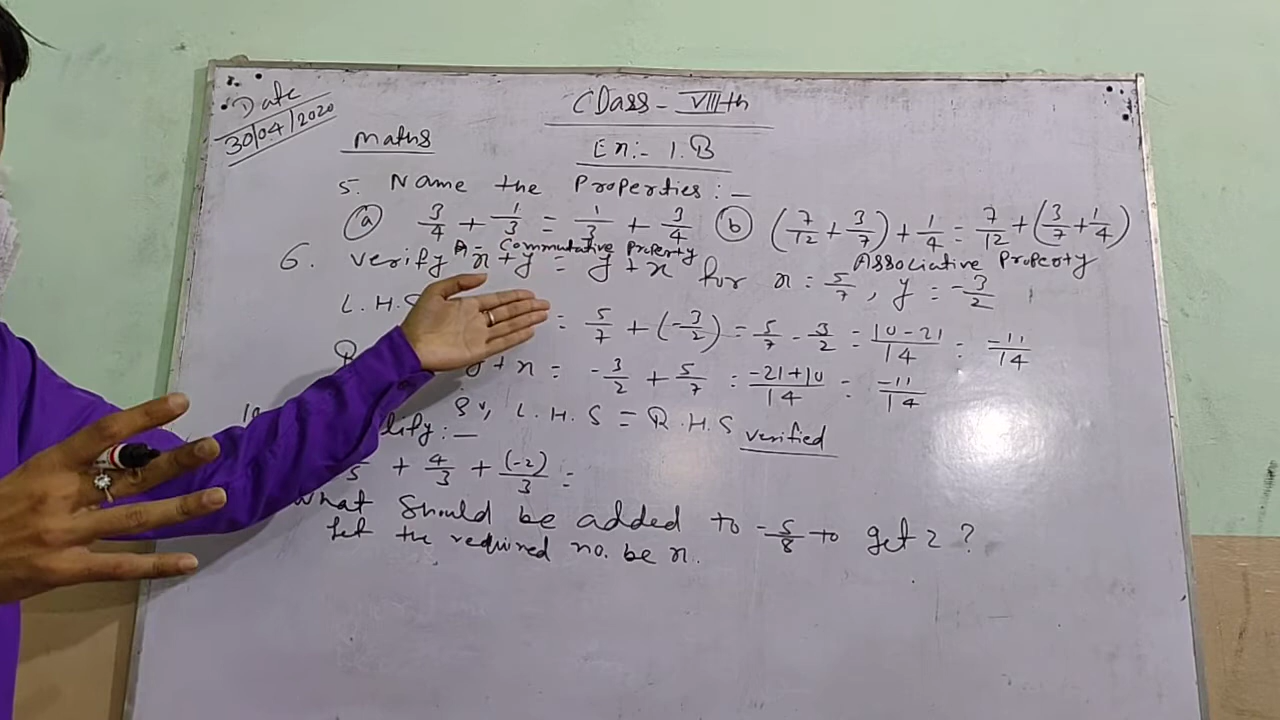 Date
30/04/2020
Class - VIIIth
Maths
Ex:- 1.B
5. Name the Properties : —
(a) 3/4 + 1/3 = 1/3 + 3/4 (b) (7/12 + 3/7) + 1/4 = 7/12 + (3/7 + 1/4)
Commutative Property
Associative Property
6. verify x + y = y + x for x = 5/7, y = -3/2
L.H.S = 5/7 + (-3/2) = 5/7 - 3/2 = 10-21/14 = -11/14
R + x = -3/2 + 5/7 = -21+10/14 = -11/14
L.H.S = R.H.S verified
lify : —
5 + 4/3 + (-2)/3 =
What should be added to -5/8 to get 2 ?
Let the required no. be x.